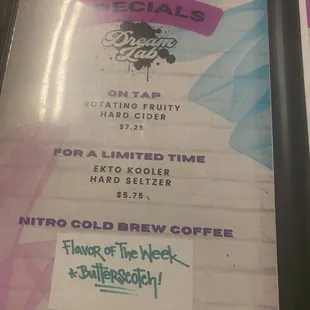 SPECIALS
Dream
Lab
ON TAP
ROTATING FRUITY
HARD CIDER
$7.25
FOR A LIMITED TIME
EKTO KOOLER
HARD SELTZER
$5.75
NITRO COLD BREW COFFEE
Flavor of The Week
* Butterscotch!